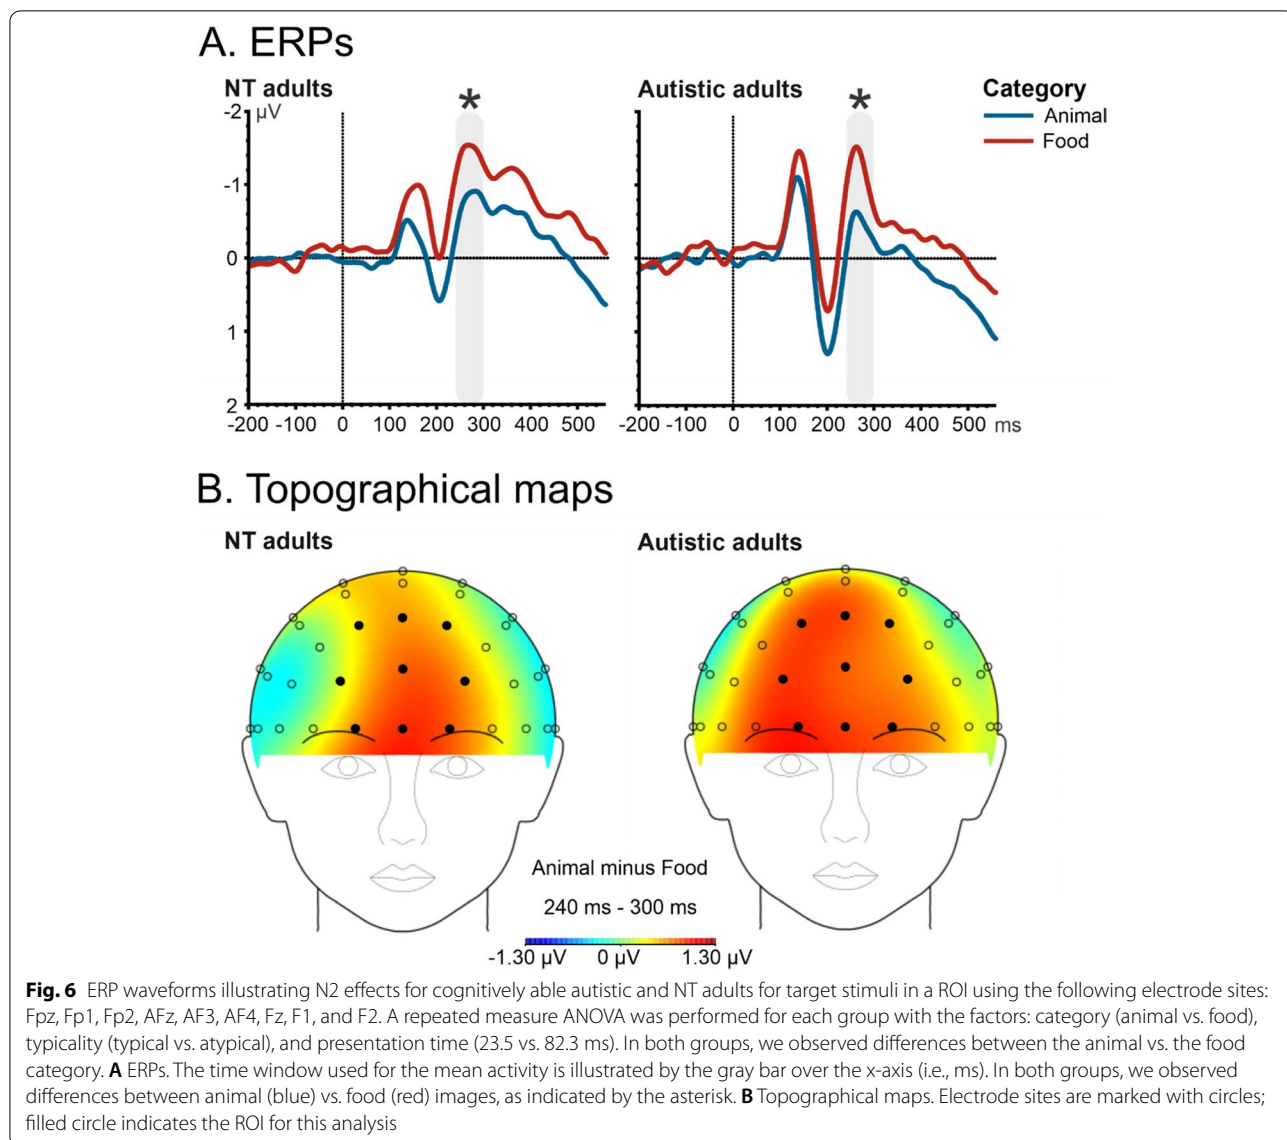 A. ERPs
NT adults
Autistic adults
Category
Animal
Food
*
*
-2
µV
-1
0
1
2
-200 -100 0 100 200 300 400 500
-200 -100 0 100 200 300 400 500 ms
B. Topographical maps
NT adults
Autistic adults
Animal minus Food
240 ms - 300 ms
-1.30 µV 0 µV 1.30 µV
Fig. 6 ERP waveforms illustrating N2 effects for cognitively able autistic and NT adults for target stimuli in a ROI using the following electrode sites:
Fpz, Fp1, Fp2, AFz, AF3, AF4, Fz, F1, and F2. A repeated measure ANOVA was performed for each group with the factors: category (animal vs. food),
typicality (typical vs. atypical), and presentation time (23.5 vs. 82.3 ms). In both groups, we observed differences between the animal vs. the food
category. A ERPs. The time window used for the mean activity is illustrated by the gray bar over the x-axis (i.e., ms). In both groups, we observed
differences between animal (blue) vs. food (red) images, as indicated by the asterisk. B Topographical maps. Electrode sites are marked with circles;
filled circle indicates the ROI for this analysis